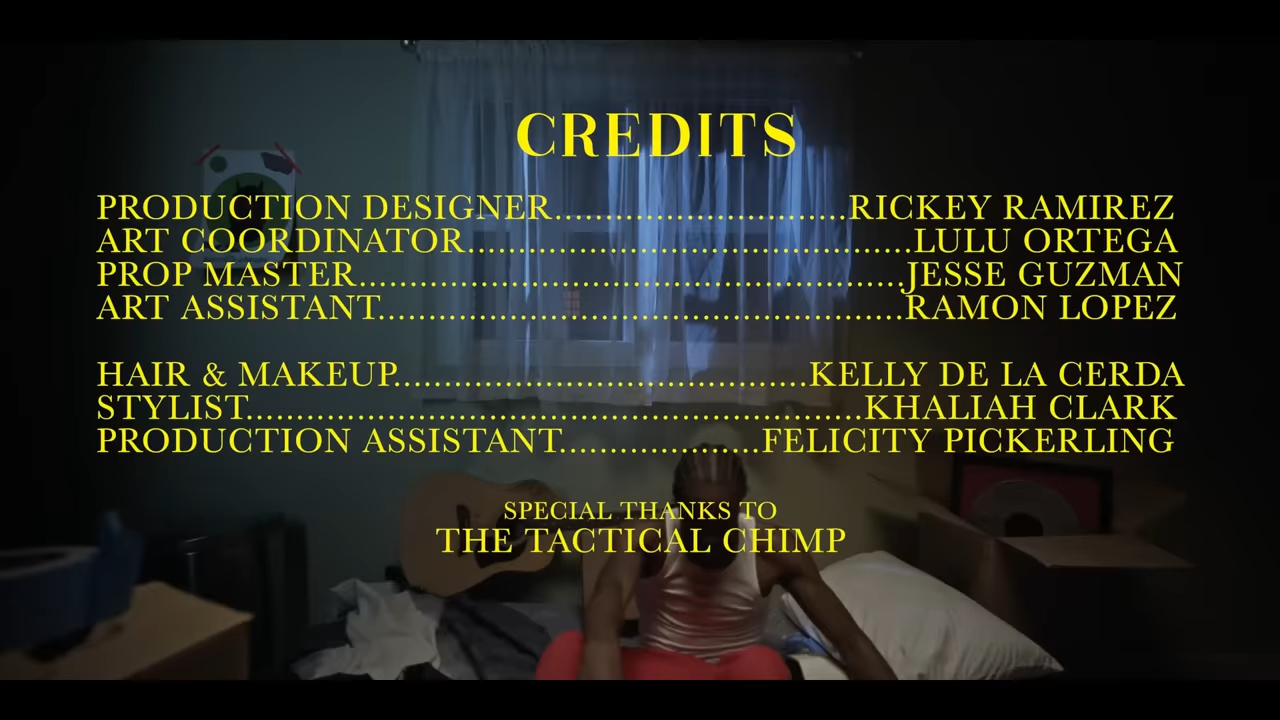 CREDITS
PRODUCTION DESIGNER.............................RICKEY RAMIREZ
ART COORDINATOR............................................LULU ORTEGA
PROP MASTER......................................................JESSE GUZMAN
ART ASSISTANT....................................................RAMON LOPEZ
HAIR & MAKEUP.........................................KELLY DE LA CERDA
STYLIST.............................................................KHALIAH CLARK
PRODUCTION ASSISTANT....................FELICITY PICKERLING
SPECIAL THANKS TO
THE TACTICAL CHIMP